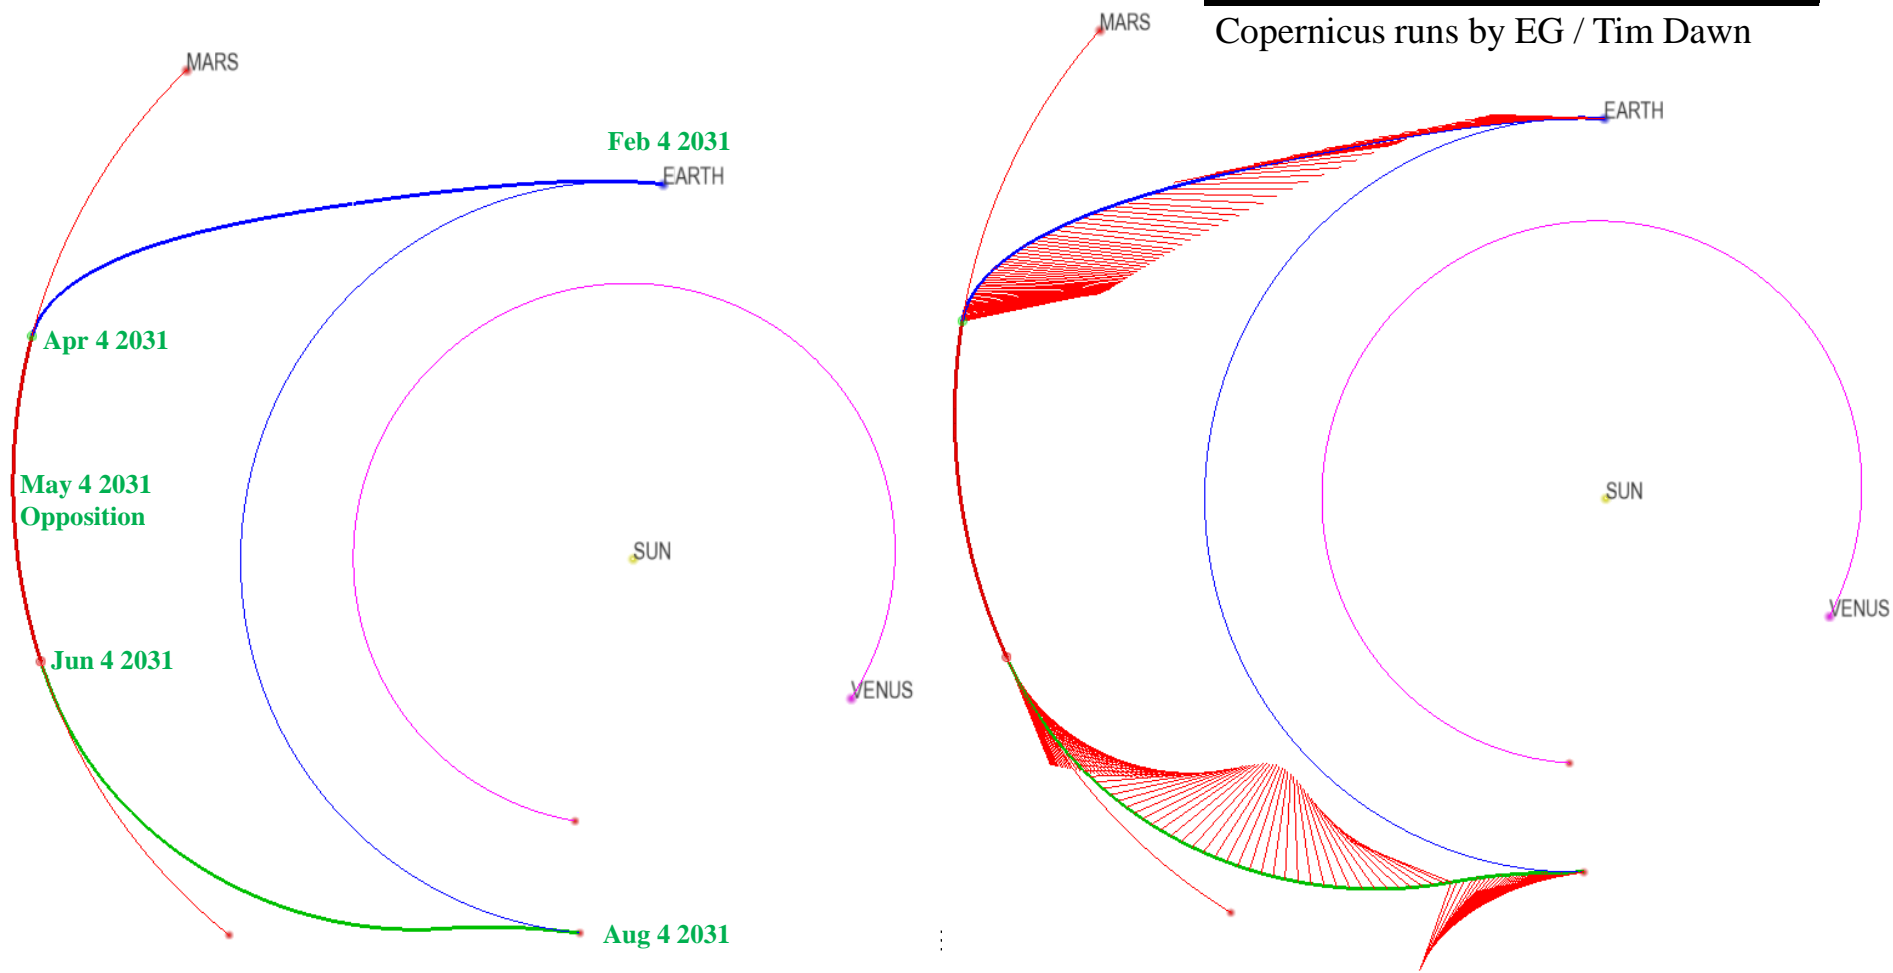 Copernicus runs by EG / Tim Dawn
MARS
Feb 4 2031
EARTH
Apr 4 2031
May 4 2031
Opposition
SUN
Jun 4 2031
VENUS
Aug 4 2031
MARS
EARTH
SUN
VENUS